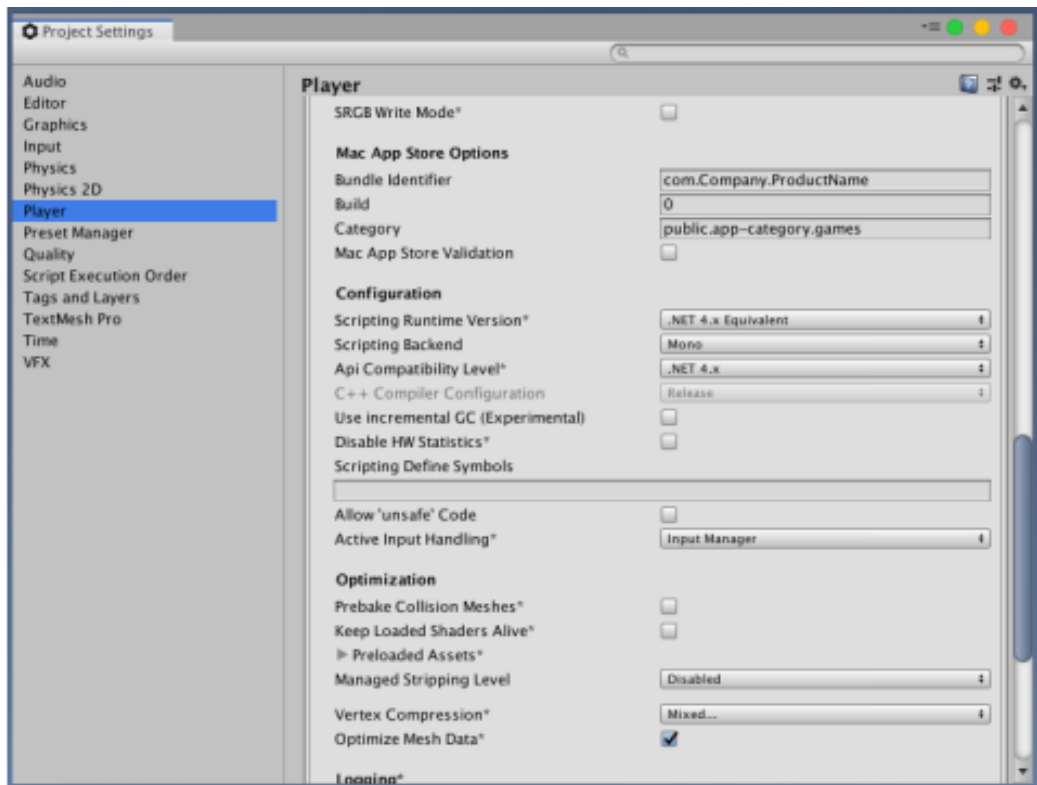 Project Settings
Audio
Editor
Graphics
Input
Physics
Physics 2D
Player
Preset Manager
Quality
Script Execution Order
Tags and Layers
TextMesh Pro
Time
VFX
Player
SRGB Write Mode*
Mac App Store Options
Bundle Identifier com.Company.ProductName
Build 0
Category public.app-category.games
Mac App Store Validation
Configuration
Scripting Runtime Version* .NET 4.x Equivalent
Scripting Backend Mono
Api Compatibility Level* .NET 4.x
C++ Compiler Configuration Release
Use incremental GC (Experimental)
Disable HW Statistics*
Scripting Define Symbols
Allow 'unsafe' Code
Active Input Handling* Input Manager
Optimization
Prebake Collision Meshes*
Keep Loaded Shaders Alive*
Preloaded Assets*
Managed Stripping Level Disabled
Vertex Compression* Mixed...
Optimize Mesh Data*
Logging*